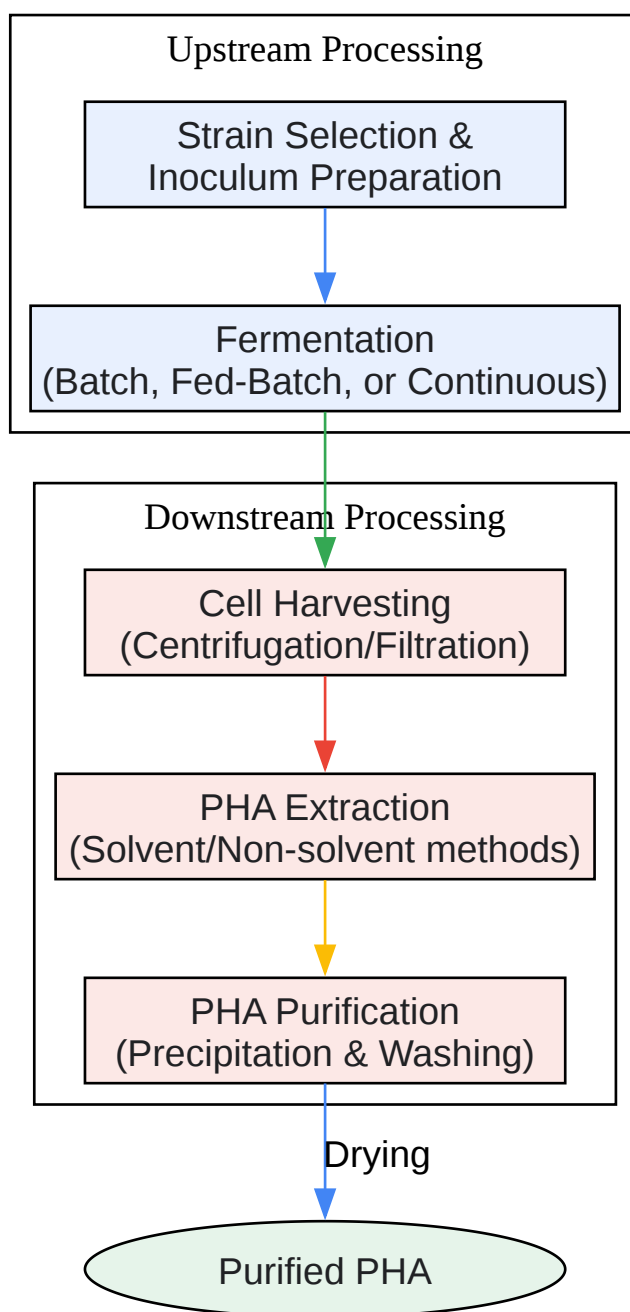 Upstream Processing
Strain Selection &
Inoculum Preparation
Fermentation
(Batch, Fed-Batch, or Continuous)
Downstream Processing
Cell Harvesting
(Centrifugation/Filtration)
PHA Extraction
(Solvent/Non-solvent methods)
PHA Purification
(Precipitation & Washing)
Drying
Purified PHA